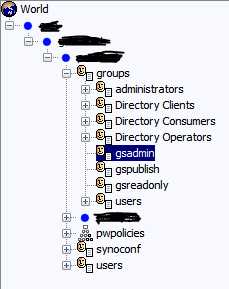 World
groups
administrators
Directory Clients
Directory Consumers
Directory Operators
gsadmin
gspublish
gsreadonly
users
pwpolicies
synoconf
users